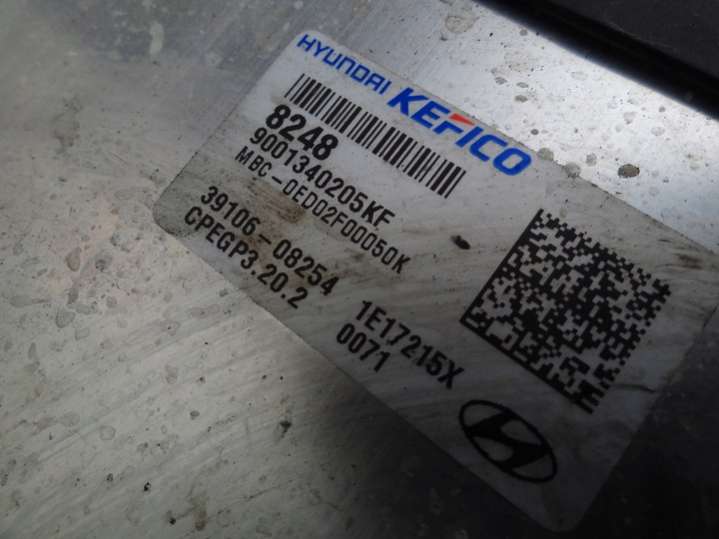 HYUNDAI KEFICO
8248
9001340205KF
MBC-0ED02F00050K
39106-08254
CPEGP3.20.2
1E17215X
0071